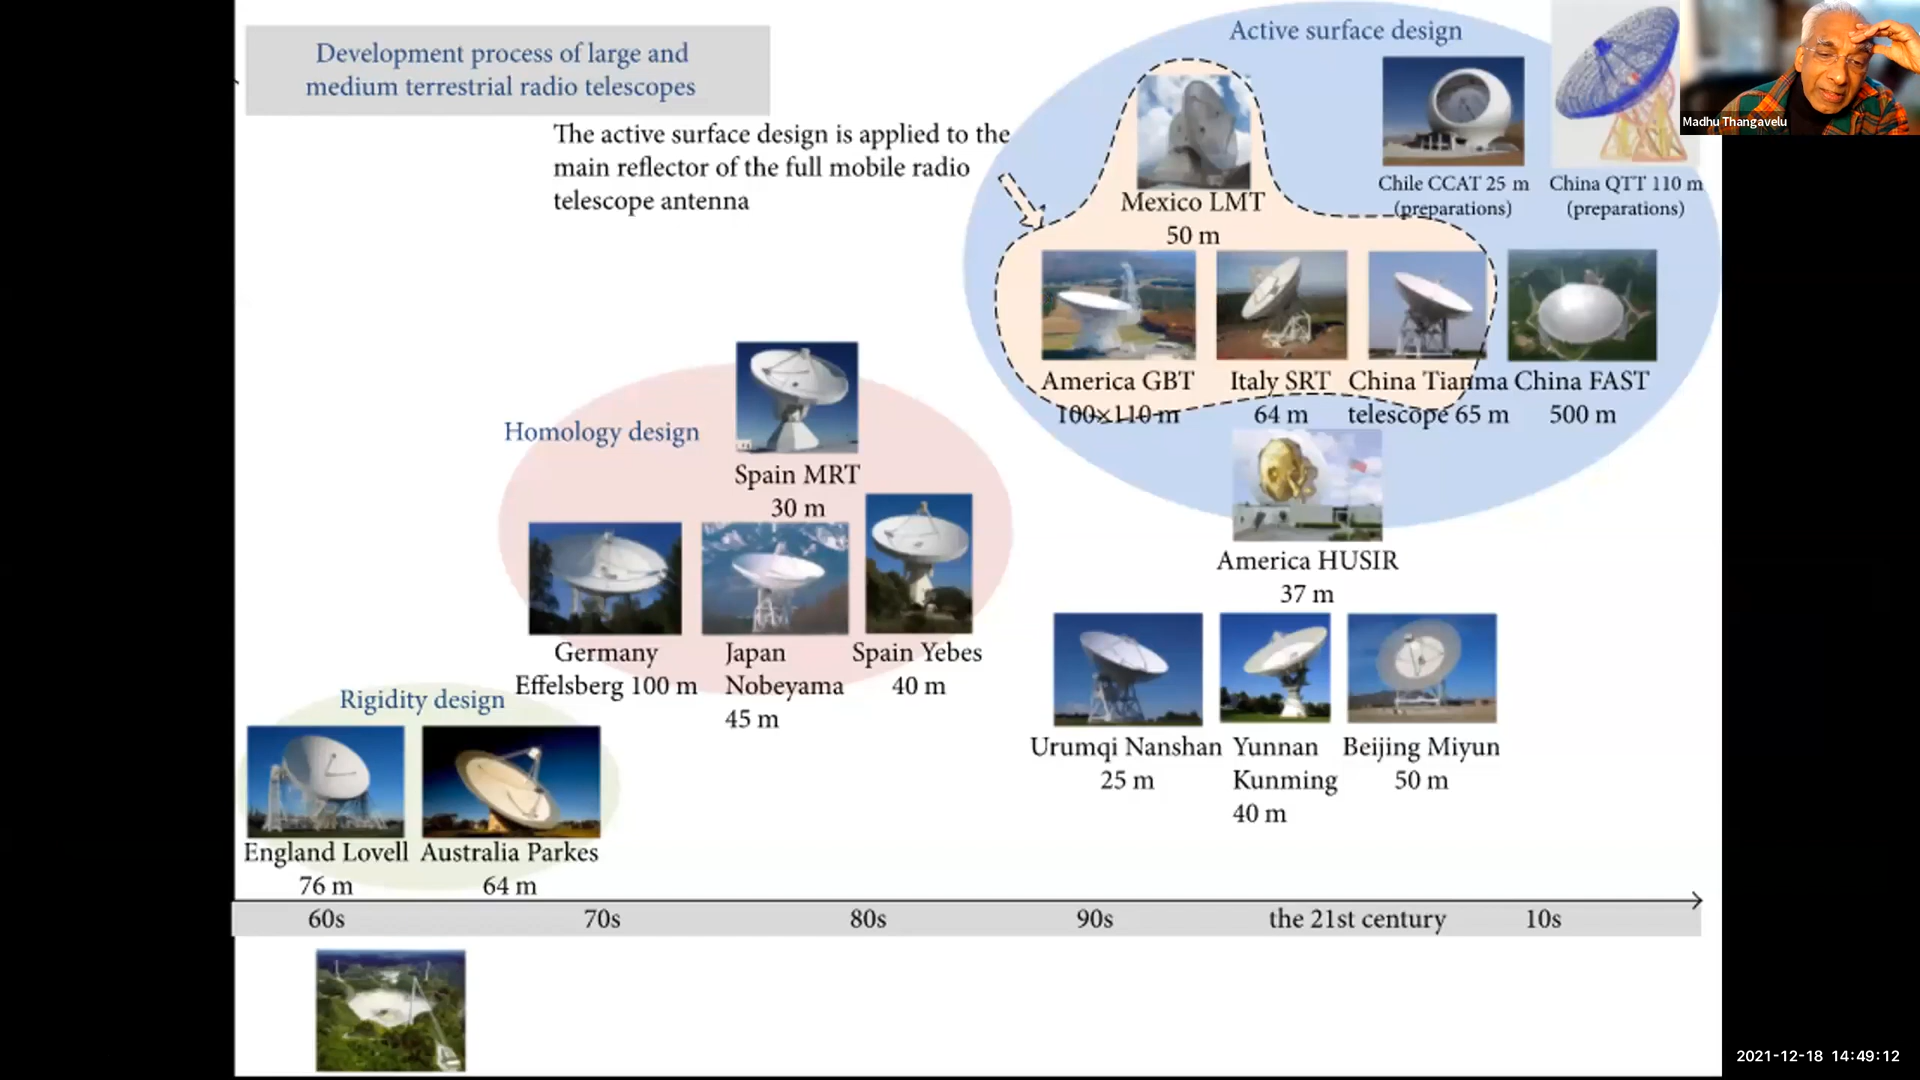 Development process of large and
medium terrestrial radio telescopes
The active surface design is applied to the
main reflector of the full mobile radio
telescope antenna
Active surface design
Madhu Thangavelu
Mexico LMT
50 m
Chile CCAT 25 m
(preparations)
China QTT 110 m
(preparations)
America GBT
100×110 m
Italy SRT
64 m
China Tianma
telescope 65 m
China FAST
500 m
America HUSIR
37 m
Homology design
Spain MRT
30 m
Germany
Effelsberg 100 m
Japan
Nobeyama
45 m
Spain Yebes
40 m
Urumqi Nanshan
25 m
Yunnan
Kunming
40 m
Beijing Miyun
50 m
Rigidity design
England Lovell
76 m
Australia Parkes
64 m
60s
70s
80s
90s
the 21st century
10s
2021-12-18 14:49:12